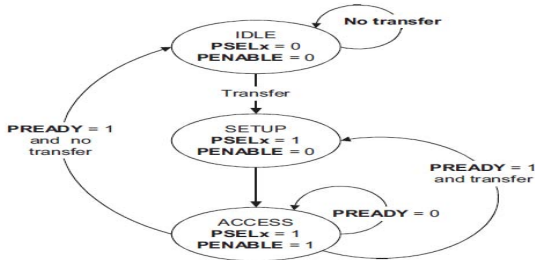 No transfer
IDLE
PSELx = 0
PENABLE = 0
Transfer
SETUP
PSELx = 1
PENABLE = 0
PREADY = 1
and no
transfer
PREADY = 1
and transfer
PREADY = 0
ACCESS
PSELx = 1
PENABLE = 1